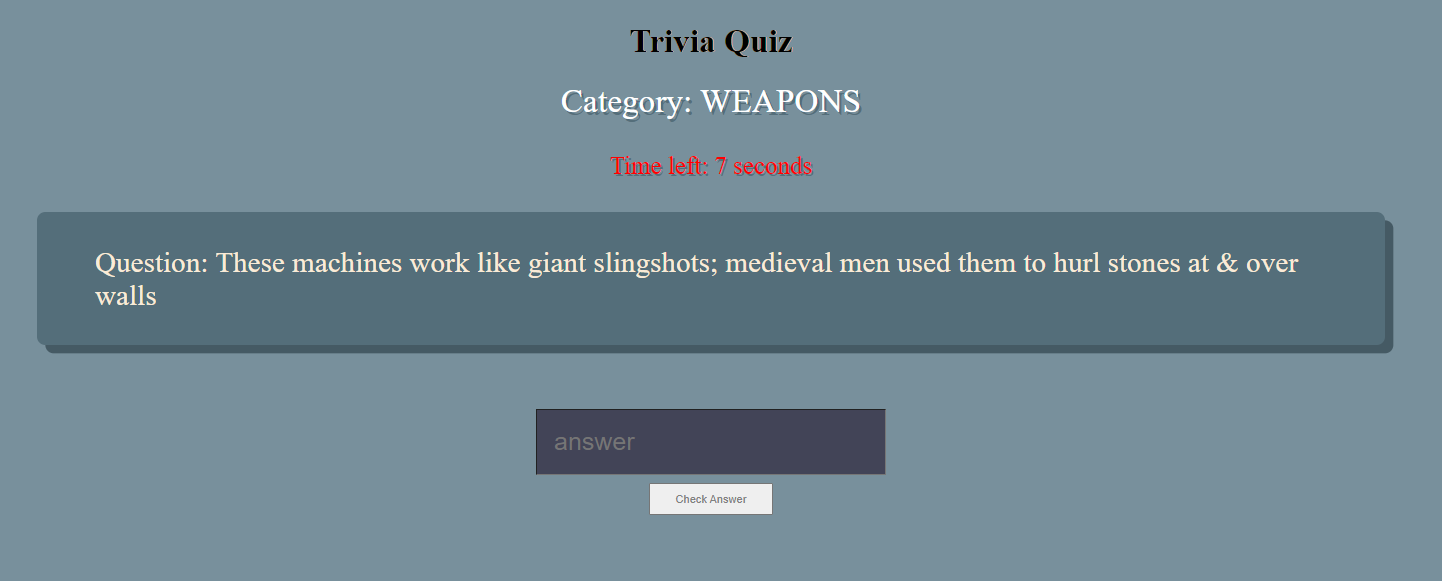 Trivia Quiz
Category: WEAPONS
Time left: 7 seconds
Question: These machines work like giant slingshots; medieval men used them to hurl stones at & over
walls
answer
Check Answer